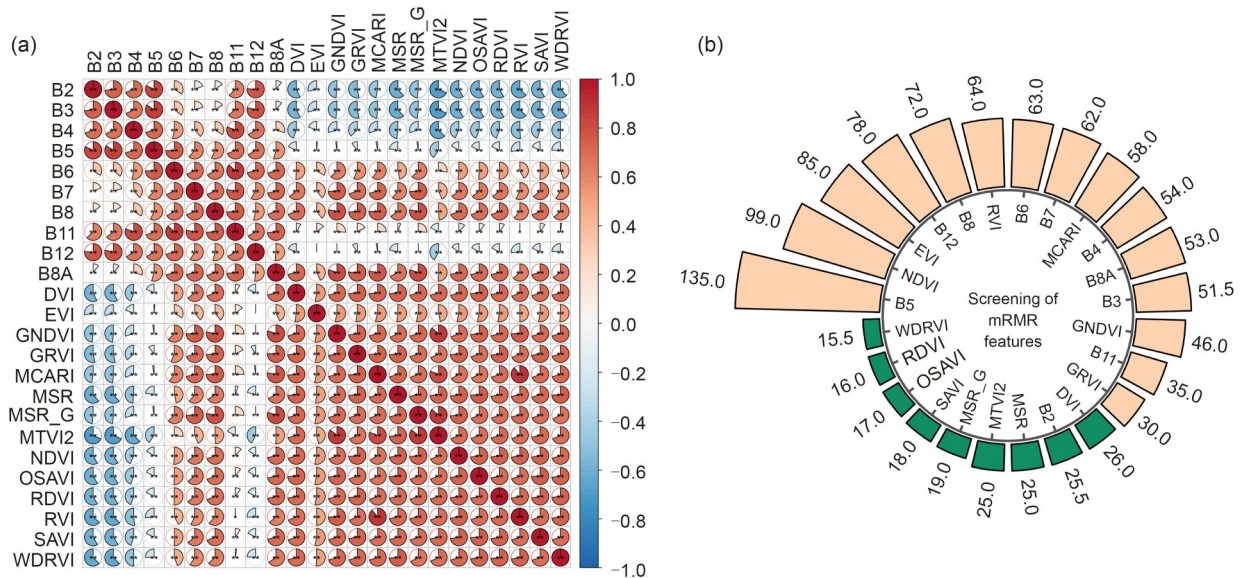 (a)
B2 B3 B4 B5 B6 B7 B8 B11 B12 B8A DVI EVI GNDVI GRVI MCARI MSR MSR_G MTVI2 NDVI OSAVI RDVI RVI SAVI WDRVI
B2
B3
B4
B5
B6
B7
B8
B11
B12
B8A
DVI
EVI
GNDVI
GRVI
MCARI
MSR
MSR_G
MTVI2
NDVI
OSAVI
RDVI
RVI
SAVI
WDRVI
1.0
0.8
0.6
0.4
0.2
0.0
−0.2
−0.4
−0.6
−0.8
−1.0
(b)
135.0
99.0
85.0
78.0
72.0
64.0
63.0
62.0
58.0
54.0
53.0
51.5
46.0
35.0
30.0
26.0
25.5
25.0
25.0
19.0
18.0
17.0
16.0
15.5
B5
NDVI
EVI
B12
B8
RVI
B6
B7
MCARI
B4
B8A
B3
GNDVI
B11
GRVI
DVI
B2
MSR
MTVI2
MSR_G
SAVI
OSAVI
RDVI
WDRVI
Screening of
mRMR
features